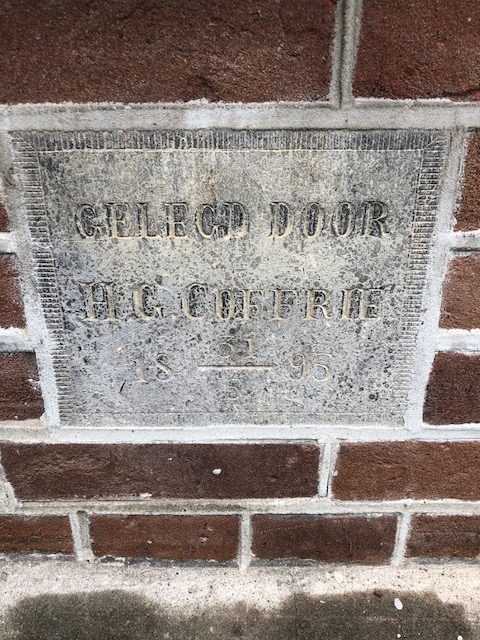 GELEGD DOOR
H.G. COFFRIE
31
18 — 95
5